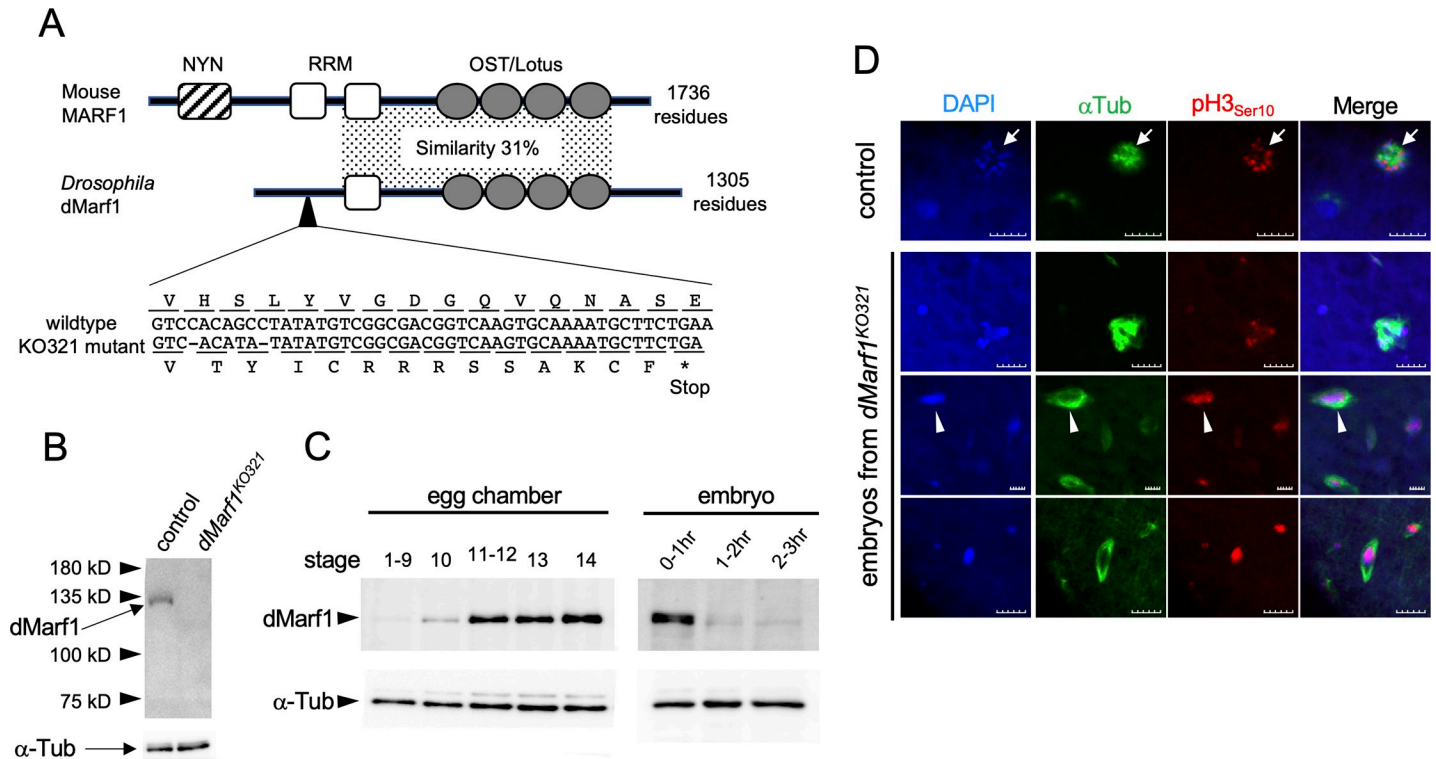 A
NYN RRM OST/Lotus
Mouse
MARF1
1736
residues
Similarity 31%
Drosophila
dMarf1
1305
residues
V H S L Y V G D G Q V Q N A S E
wildtype GTCCACAGCCTATATGTCGGCGACGGTCAAGTGCAAAATGCTTCTGAA
KO321 mutant GTC-ACATA-TATATGTCGGCGACGGTCAAGTGCAAAATGCTTCTGA
V T Y I C R R R S S A K C F *
Stop
B
control dMarf1KO321
180 kD
135 kD
dMarf1
100 kD
75 kD
α-Tub
C
egg chamber embryo
stage 1-9 10 11-12 13 14 0-1hr 1-2hr 2-3hr
dMarf1
α-Tub
D
DAPI αTub pH3Ser10 Merge
control
embryos from dMarf1KO321